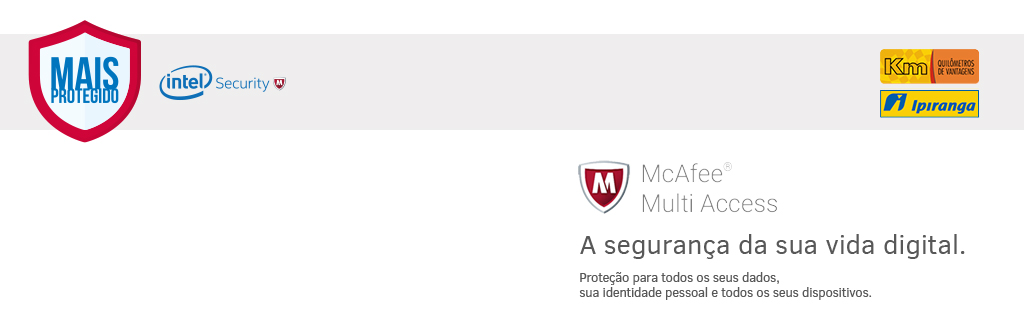 MAIS
PROTEGIDO
intel Security
Km QUILÔMETROS
DE VANTAGENS
Ipiranga
McAfee®
Multi Access
A segurança da sua vida digital.
Proteção para todos os seus dados,
sua identidade pessoal e todos os seus dispositivos.